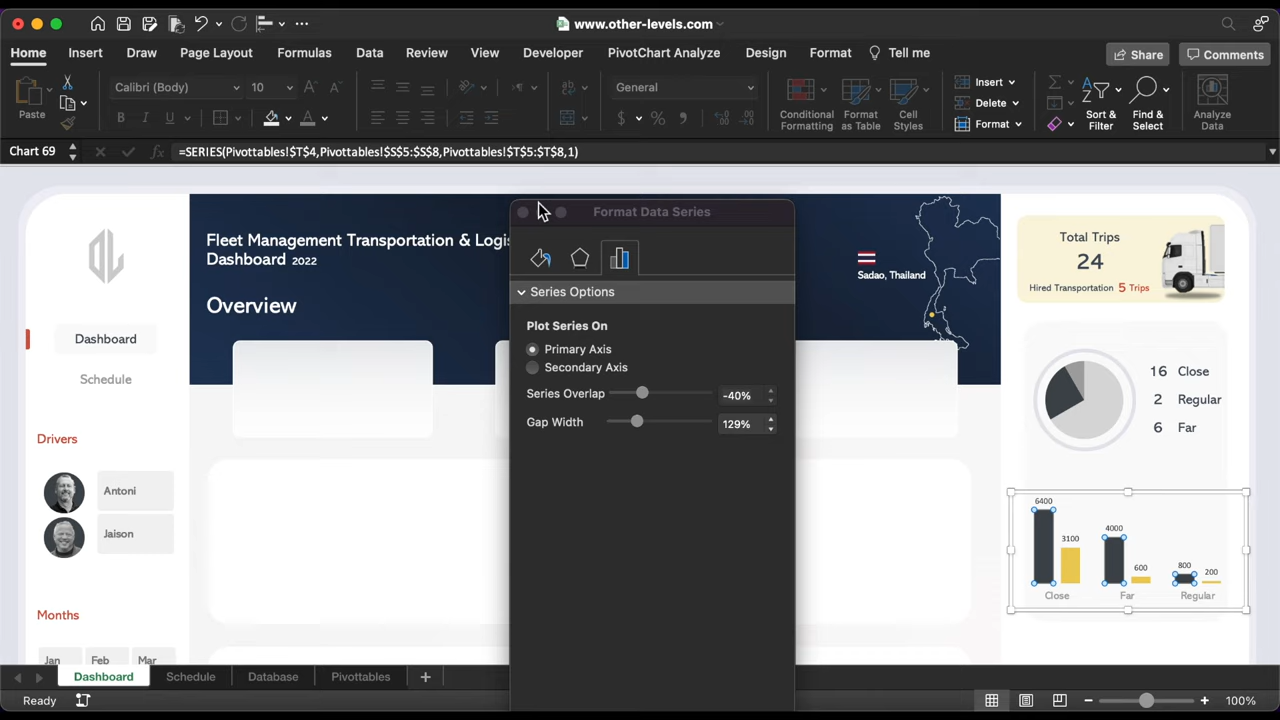 www.other-levels.com
Home Insert Draw Page Layout Formulas Data Review View Developer PivotChart Analyze Design Format Tell me Share Comments
Paste
Calibri (Body) 10 A A
B I U A
ab
General
$ % 9
Conditional Formatting
Format as Table
Cell Styles
Insert
Delete
Format
Sort & Filter
Find & Select
Analyze Data
Chart 69 fx =SERIES(Pivottables!$T$4,Pivottables!$S$5:$S$8,Pivottables!$T$5:$T$8,1)
Fleet Management Transportation & Logis
Dashboard 2022
Overview
Sadao, Thailand
Dashboard
Schedule
Drivers
Antoni
Jaison
Months
Jan Feb Mar
Format Data Series
Series Options
Plot Series On
Primary Axis
Secondary Axis
Series Overlap -40%
Gap Width 129%
Total Trips
24
Hired Transportation 5 Trips
16 Close
2 Regular
6 Far
6400
3100
4000
600
800
200
Close Far Regular
Dashboard Schedule Database Pivottables +
Ready
100%